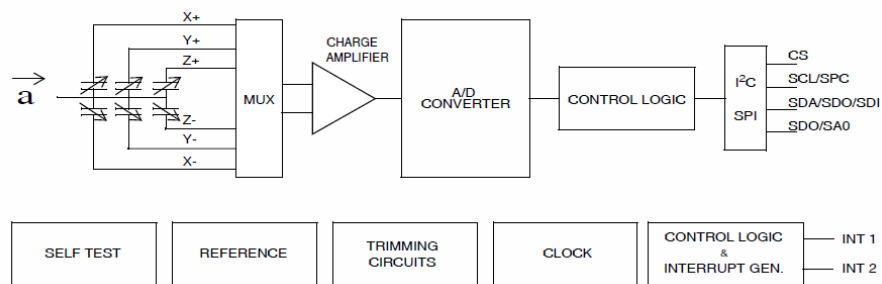 X+
Y+
Z+
a
Z-
Y-
X-
MUX
CHARGE
AMPLIFIER
A/D
CONVERTER
CONTROL LOGIC
I²C
SPI
CS
SCL/SPC
SDA/SDO/SDI
SDO/SA0
SELF TEST
REFERENCE
TRIMMING
CIRCUITS
CLOCK
CONTROL LOGIC
&
INTERRUPT GEN.
INT 1
INT 2